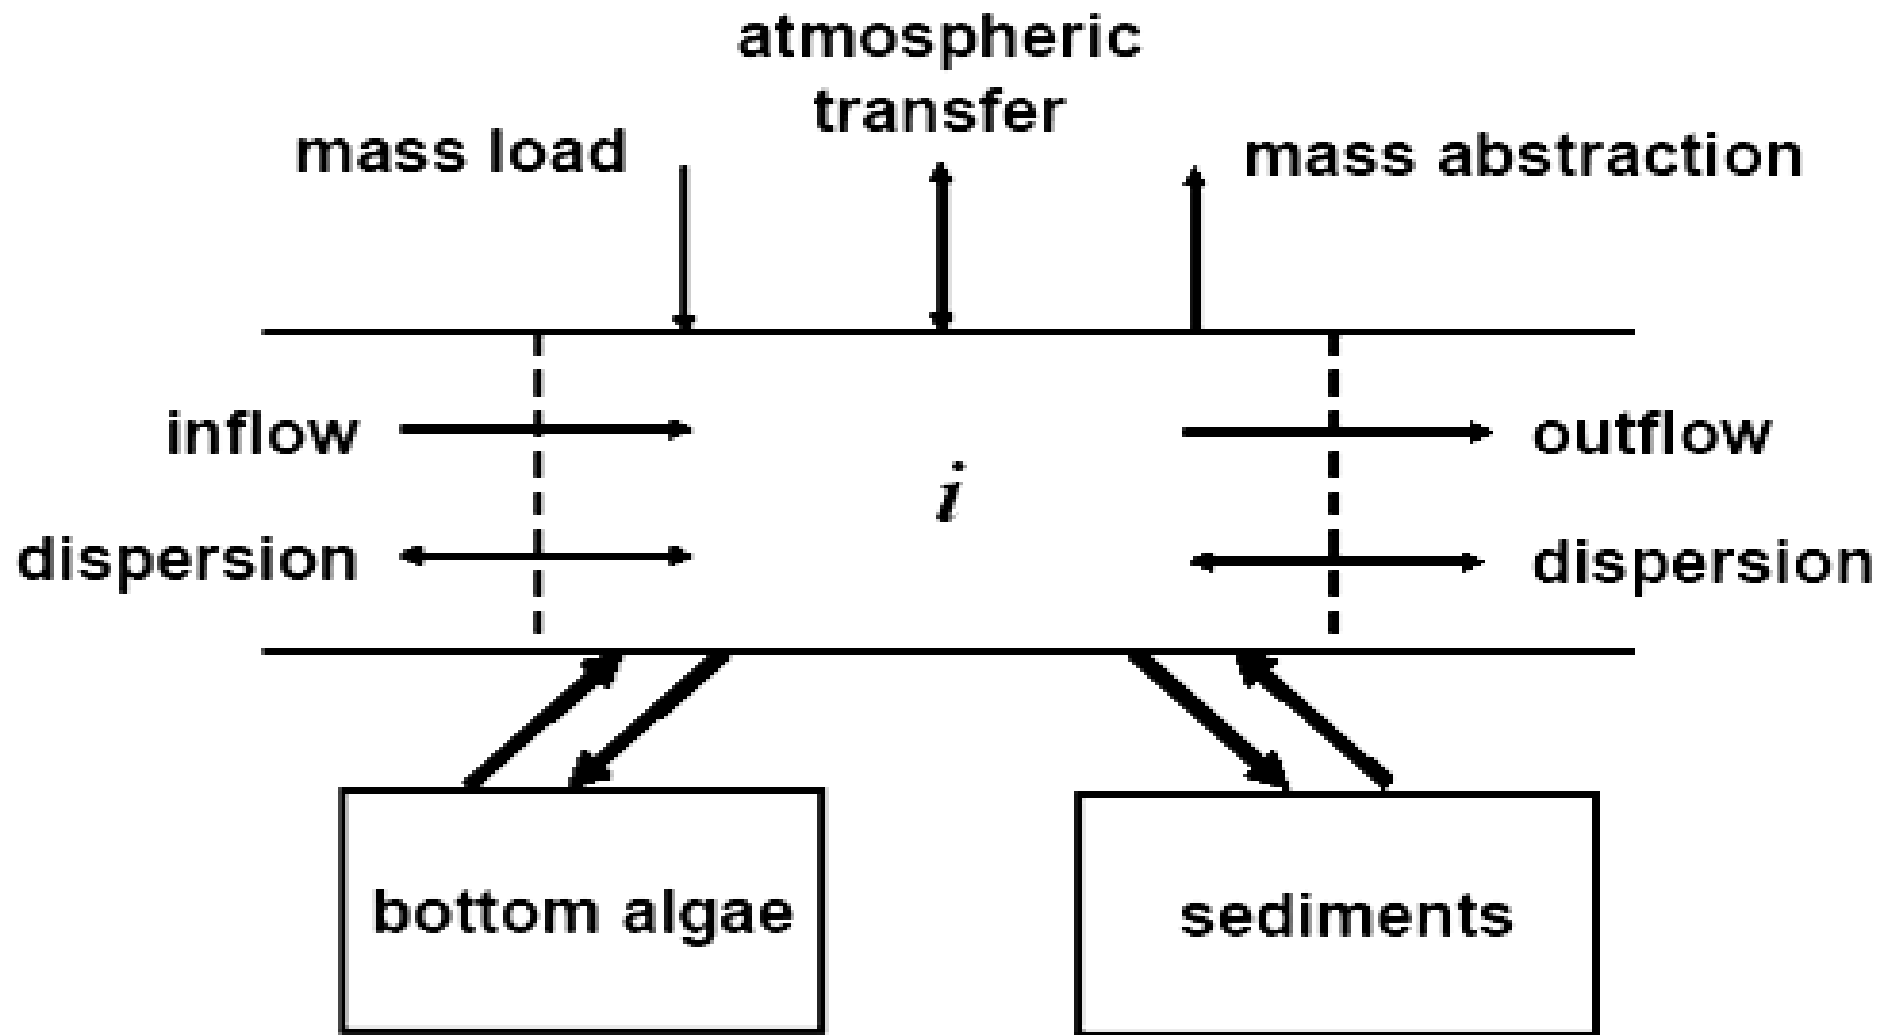 atmospheric
transfer
mass load
mass abstraction
inflow
outflow
i
dispersion
dispersion
bottom algae
sediments